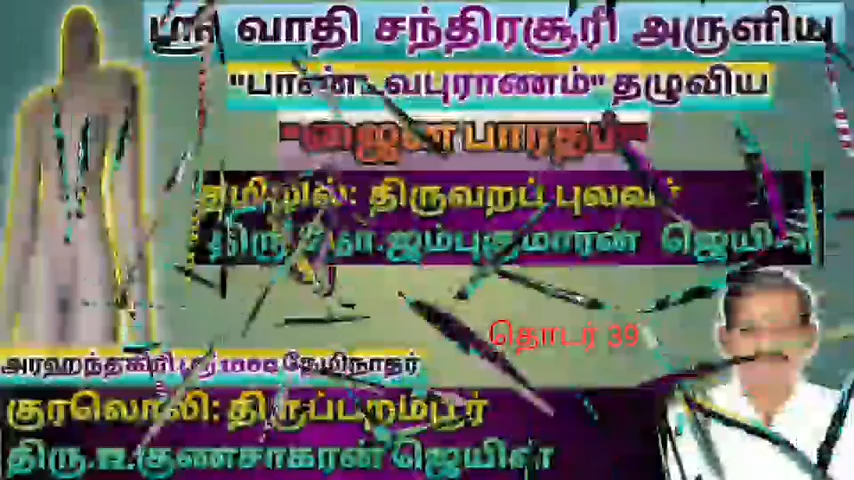 ஸ்ரீ வாதி சந்திரசூரி அருளிய
"பாண்டவபுராணம்" தழுவிய
"ஜைன பாரதம்"
தமிழில்: திருவறப் புலவர்
திரு. தோ.ஜம்புகுமாரன் ஜெயின்
தொடர் 39
அரஹந்தகிரி நேமிநாதர்
குரலொலி: திருப்பறம்பூர்
திரு. குணசாகரன் ஜெயின்